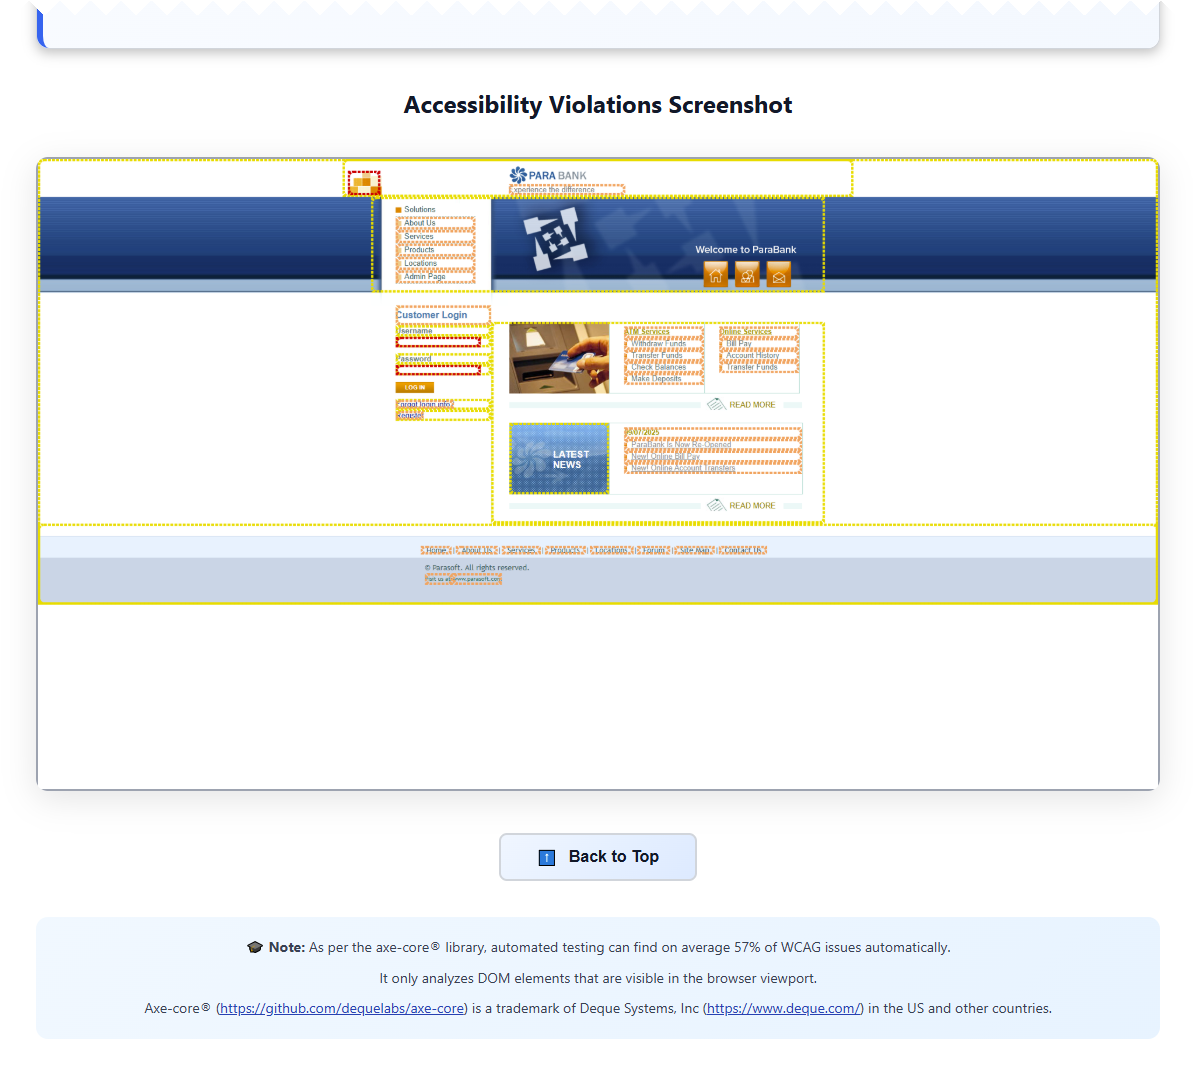 Accessibility Violations Screenshot
PARA BANK
Experience the difference
Solutions
About Us
Services
Products
Locations
Admin Page
Welcome to ParaBank
Customer Login
Username
Password
LOG IN
Forgot login info?
Register
ATM Services
Withdraw Funds
Transfer Funds
Check Balances
Make Deposits
Online Services
Bill Pay
Account History
Transfer Funds
READ MORE
LATEST
NEWS
09/07/2025
ParaBank Is Now Re-Opened
New! Online Bill Pay
New! Online Account Transfers
READ MORE
Home | About Us | Services | Products | Locations | Forum | Site Map | Contact Us
© Parasoft. All rights reserved.
Visit us at www.parasoft.com
↑ Back to Top
🎓 Note: As per the axe-core® library, automated testing can find on average 57% of WCAG issues automatically.
It only analyzes DOM elements that are visible in the browser viewport.
Axe-core® (https://github.com/dequelabs/axe-core) is a trademark of Deque Systems, Inc (https://www.deque.com/) in the US and other countries.